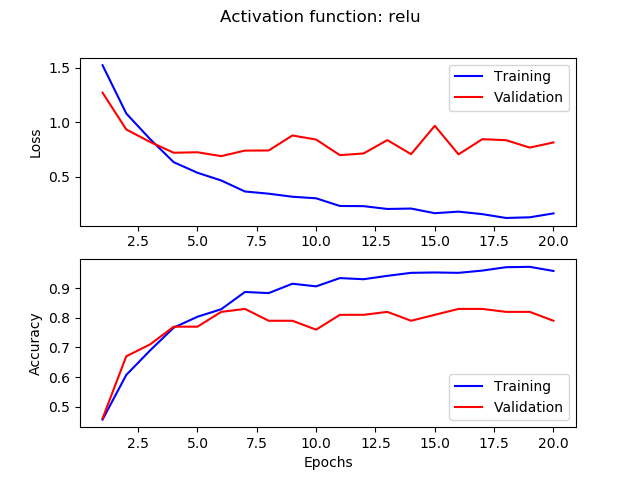 Activation function: relu
Training
Validation
Loss
1.5
1.0
0.5
2.5 5.0 7.5 10.0 12.5 15.0 17.5 20.0
Accuracy
0.9
0.8
0.7
0.6
0.5
Training
Validation
2.5 5.0 7.5 10.0 12.5 15.0 17.5 20.0
Epochs